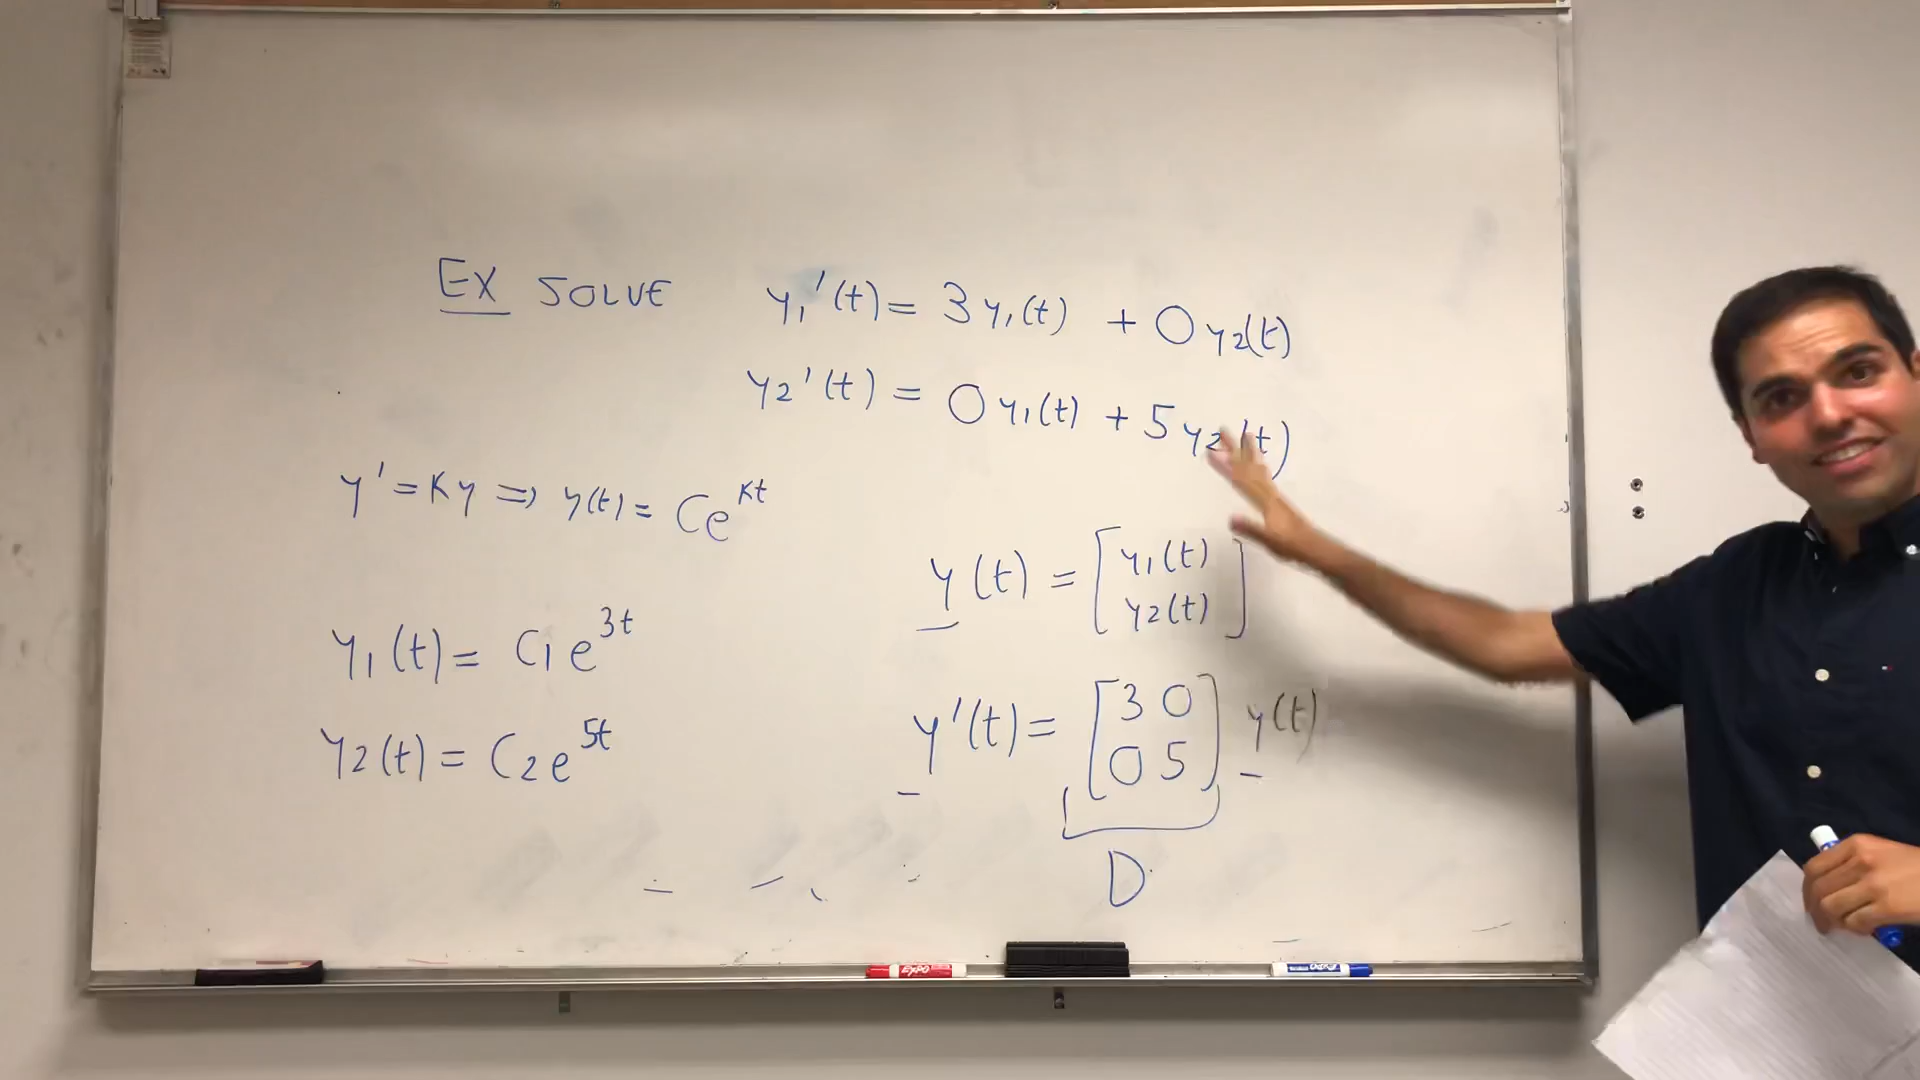 EX SOLVE y₁'(t) = 3y₁(t) + 0y₂(t)
y₂'(t) = 0y₁(t) + 5y₂(t)
y' = Ky ⇒ y(t) = Ce^{Kt}
y₁(t) = C₁e^{3t}
y₂(t) = C₂e^{5t}
y(t) = [y₁(t)
y₂(t)]
y'(t) = [3 0
0 5] y(t)
D
EXPO
EXPO